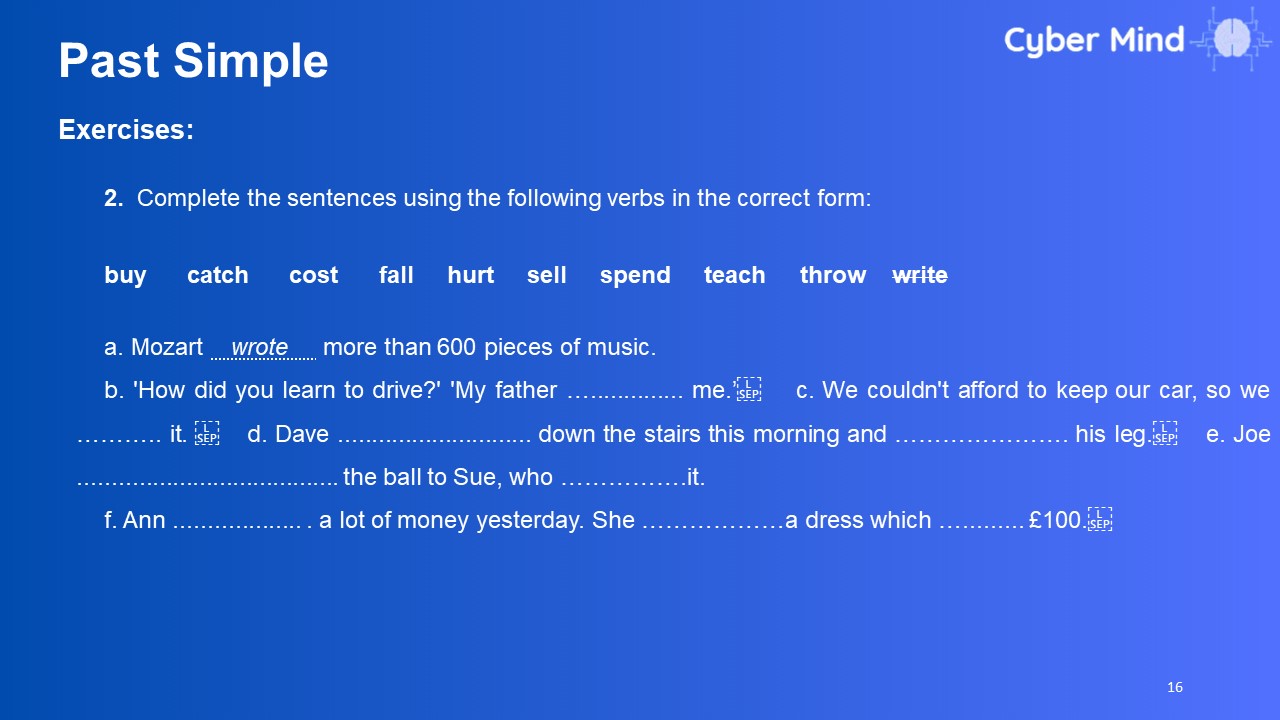 Past Simple
Cyber Mind
Exercises:
2. Complete the sentences using the following verbs in the correct form:
buy catch cost fall hurt sell spend teach throw write
a. Mozart wrote more than 600 pieces of music.
b. 'How did you learn to drive?' 'My father ….............. me.' L SEP c. We couldn't afford to keep our car, so we
……….. it. L SEP d. Dave ............................ down the stairs this morning and …………………. his leg. L SEP e. Joe
...................................... the ball to Sue, who …………….it.
f. Ann ................... . a lot of money yesterday. She ………………a dress which …......... £100. L SEP
16